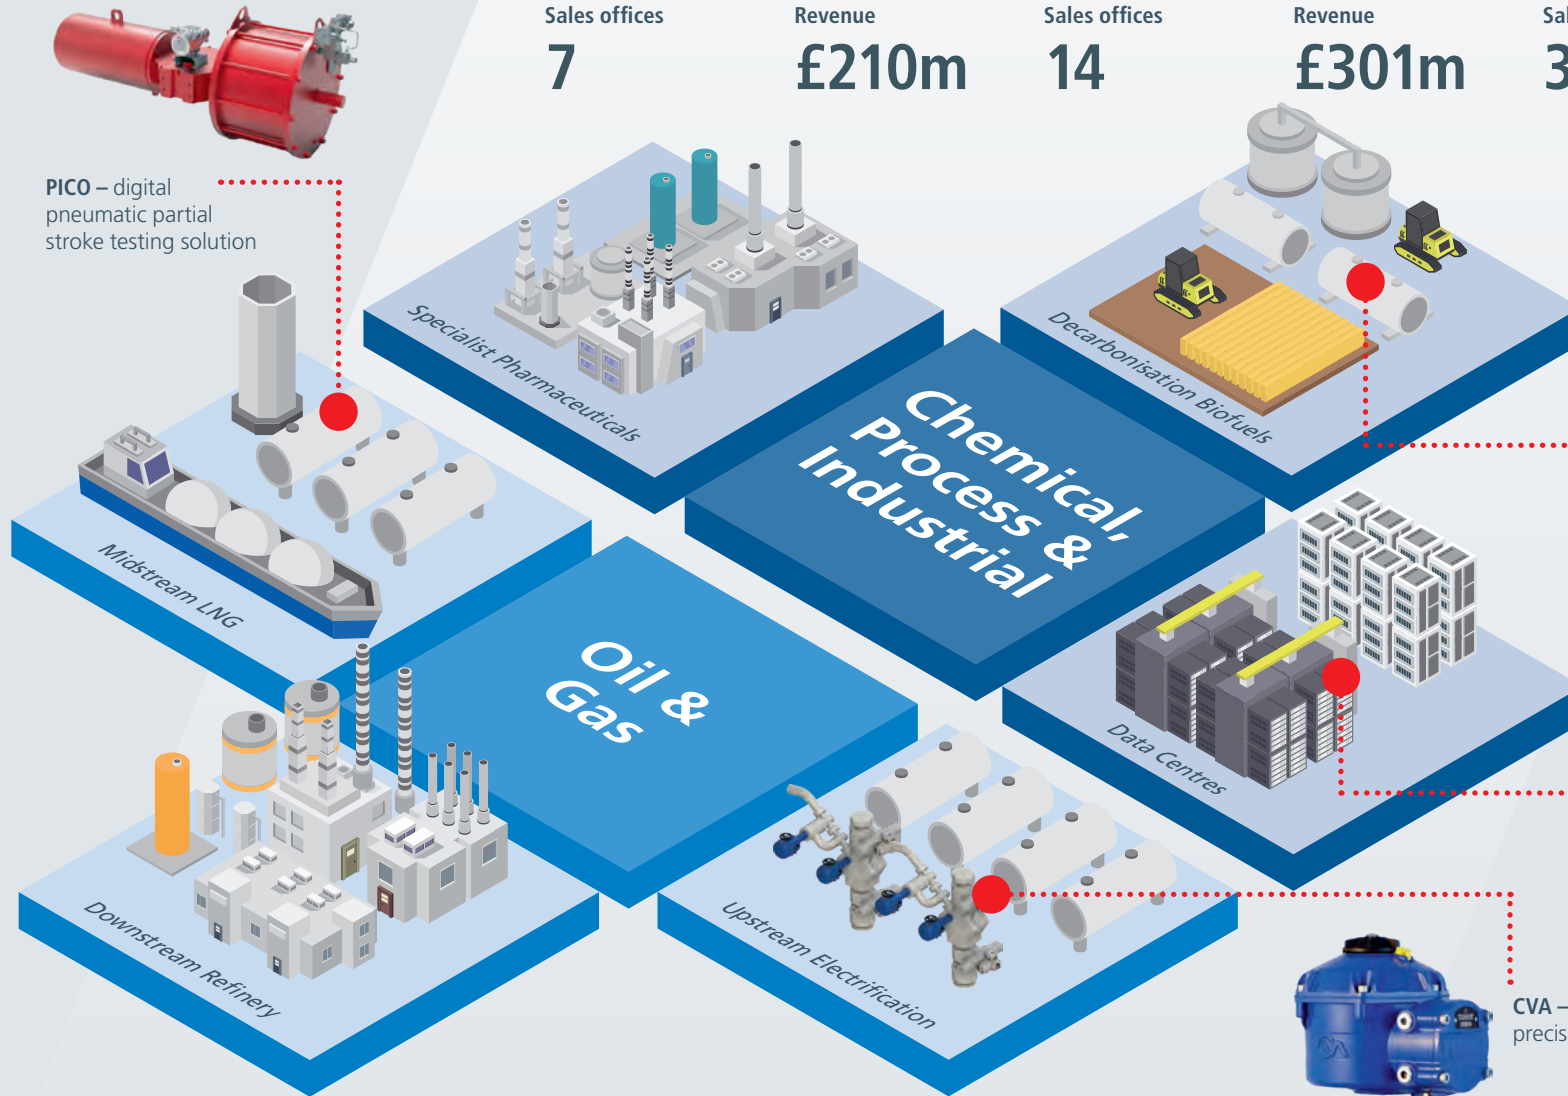 Sales offices
7
Revenue
£210m
Sales offices
14
Revenue
£301m
PICO – digital
pneumatic partial
stroke testing solution
Specialist Pharmaceuticals
Decarbonisation Biofuels
Chemical,
Process &
Industrial
Midstream LNG
Oil &
Gas
Data Centres
Downstream Refinery
Upstream Electrification
CVA –